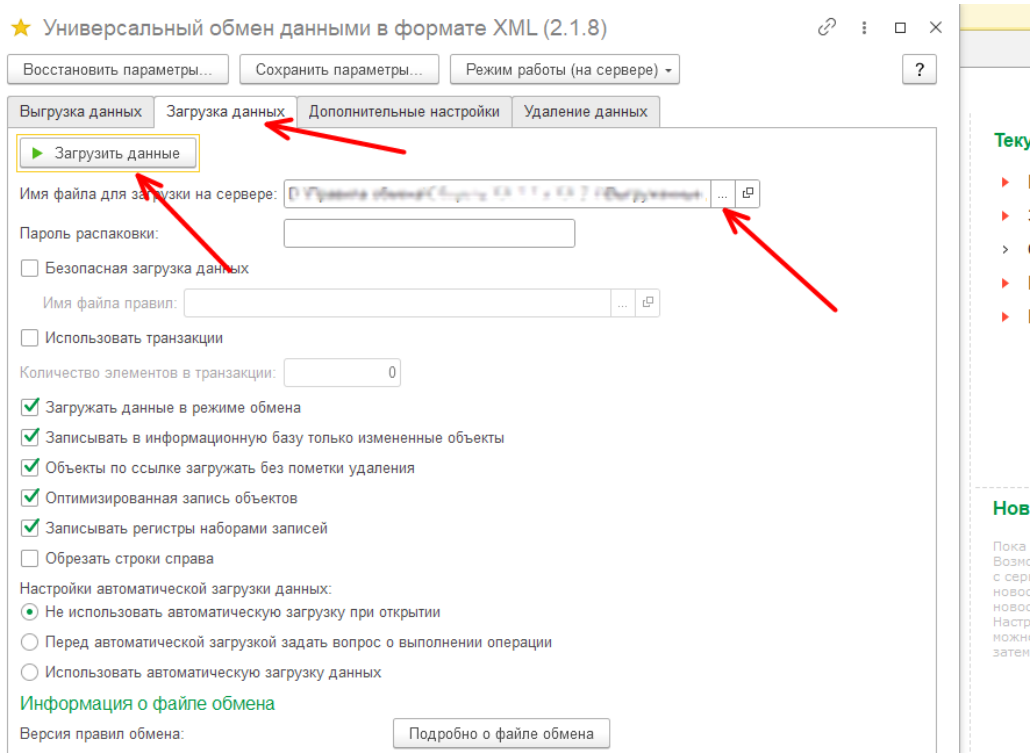 Универсальный обмен данными в формате XML (2.1.8)
Восстановить параметры... Сохранить параметры... Режим работы (на сервере) ?
Выгрузка данных Загрузка данных Дополнительные настройки Удаление данных
Загрузить данные
Имя файла для загрузки на сервере: ...
Пароль распаковки:
Безопасная загрузка данных
Имя файла правил: ...
Использовать транзакции
Количество элементов в транзакции: 0
Загружать данные в режиме обмена
Записывать в информационную базу только измененные объекты
Объекты по ссылке загружать без пометки удаления
Оптимизированная запись объектов
Записывать регистры наборами записей
Обрезать строки справа
Настройки автоматической загрузки данных:
Не использовать автоматическую загрузку при открытии
Перед автоматической загрузкой задать вопрос о выполнении операции
Использовать автоматическую загрузку данных
Информация о файле обмена
Версия правил обмена: Подробно о файле обмена
Теку
Нов
Пока
Возмо
с сер
новос
новос
Настр
можно
затем